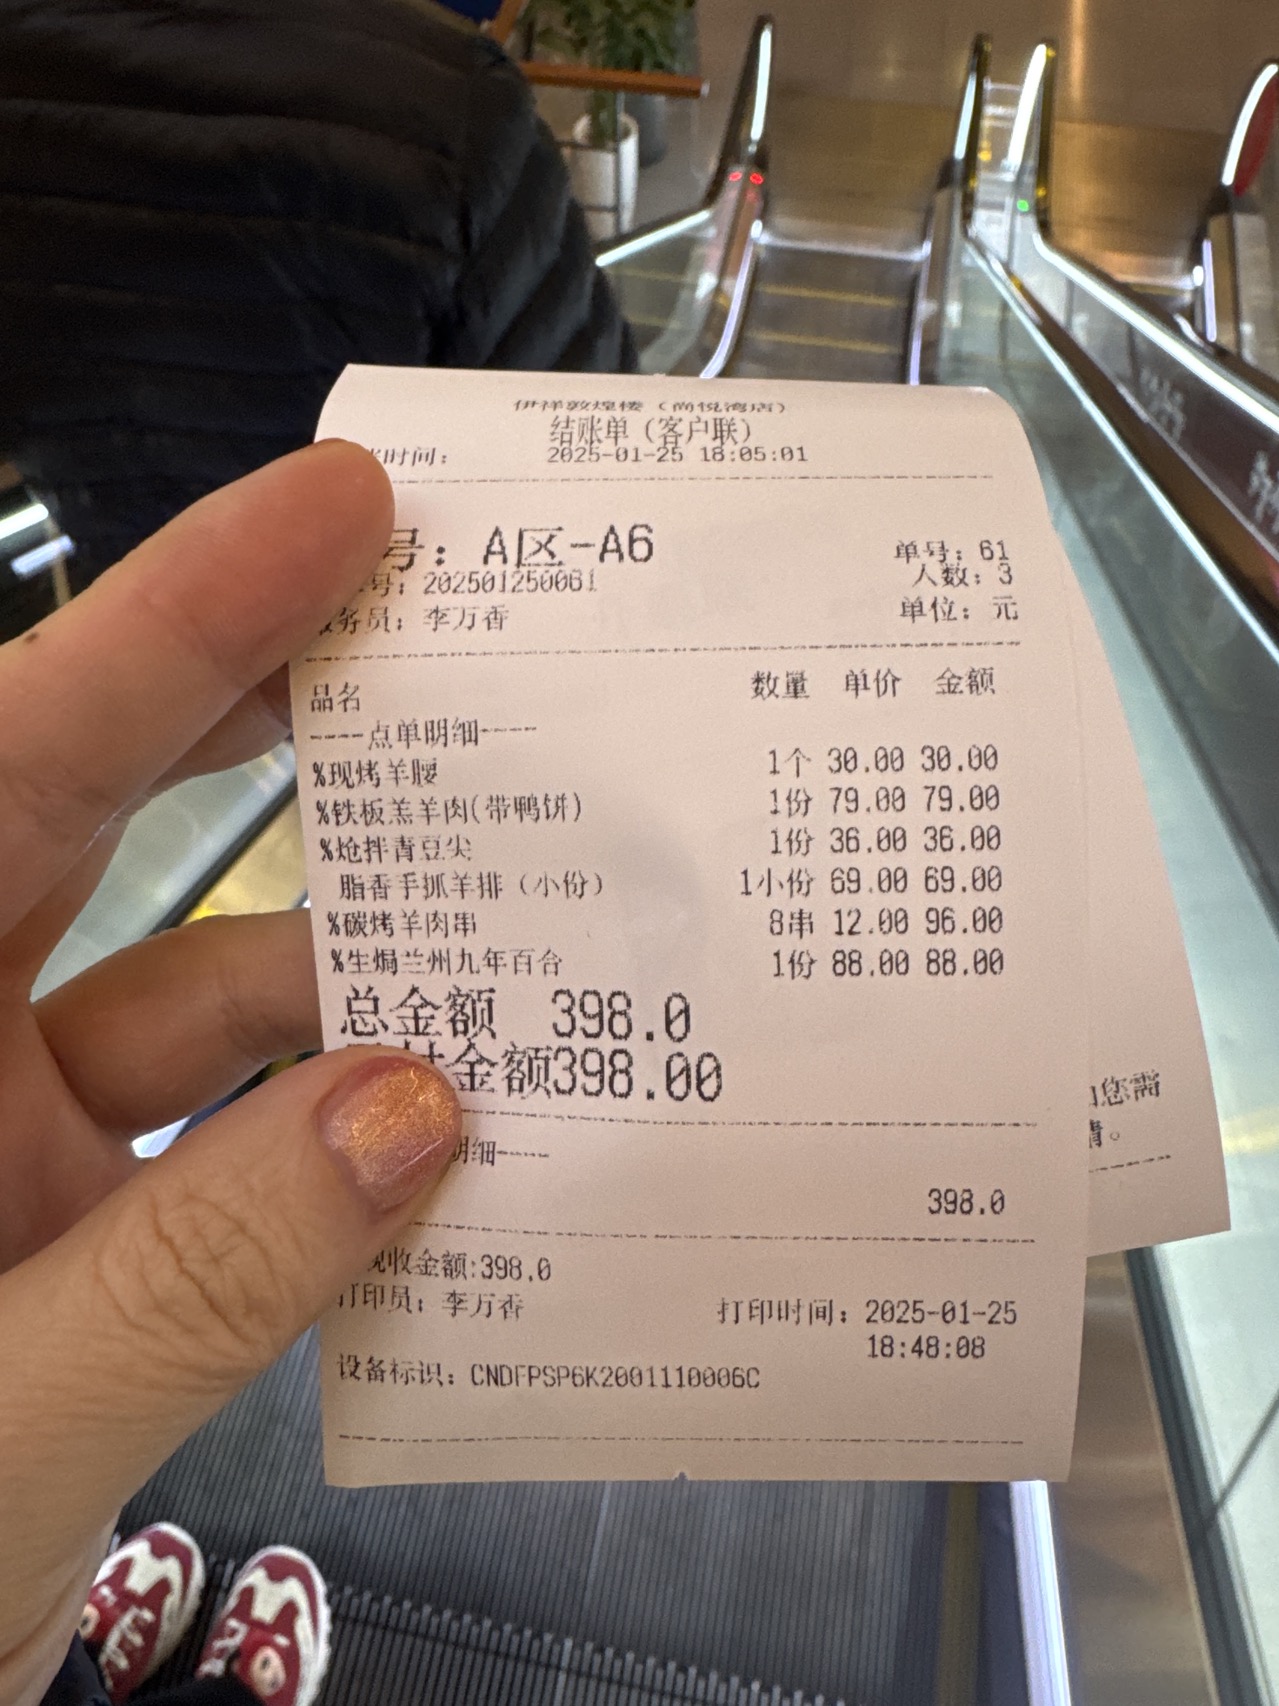 伊祥敦煌楼（尚悦湾店）
结账单（客户联）
时间： 2025-01-25 18:05:01
号：A区-A6
单号：61
号：202501250061
人数：3
务员：李万香
单位：元
品名 数量 单价 金额
----点单明细----
%现烤羊腰 1个 30.00 30.00
%铁板羔羊肉(带鸭饼) 1份 79.00 79.00
%炝拌青豆尖 1份 36.00 36.00
脂香手抓羊排（小份） 1小份 69.00 69.00
%碳烤羊肉串 8串 12.00 96.00
%生焗兰州九年百合 1份 88.00 88.00
总金额 398.0
金额398.00
明细----
398.0
收金额:398.0
打印员：李万香
打印时间：2025-01-25
18:48:08
设备标识：CNDFPSP6K2001110006C
您需
。